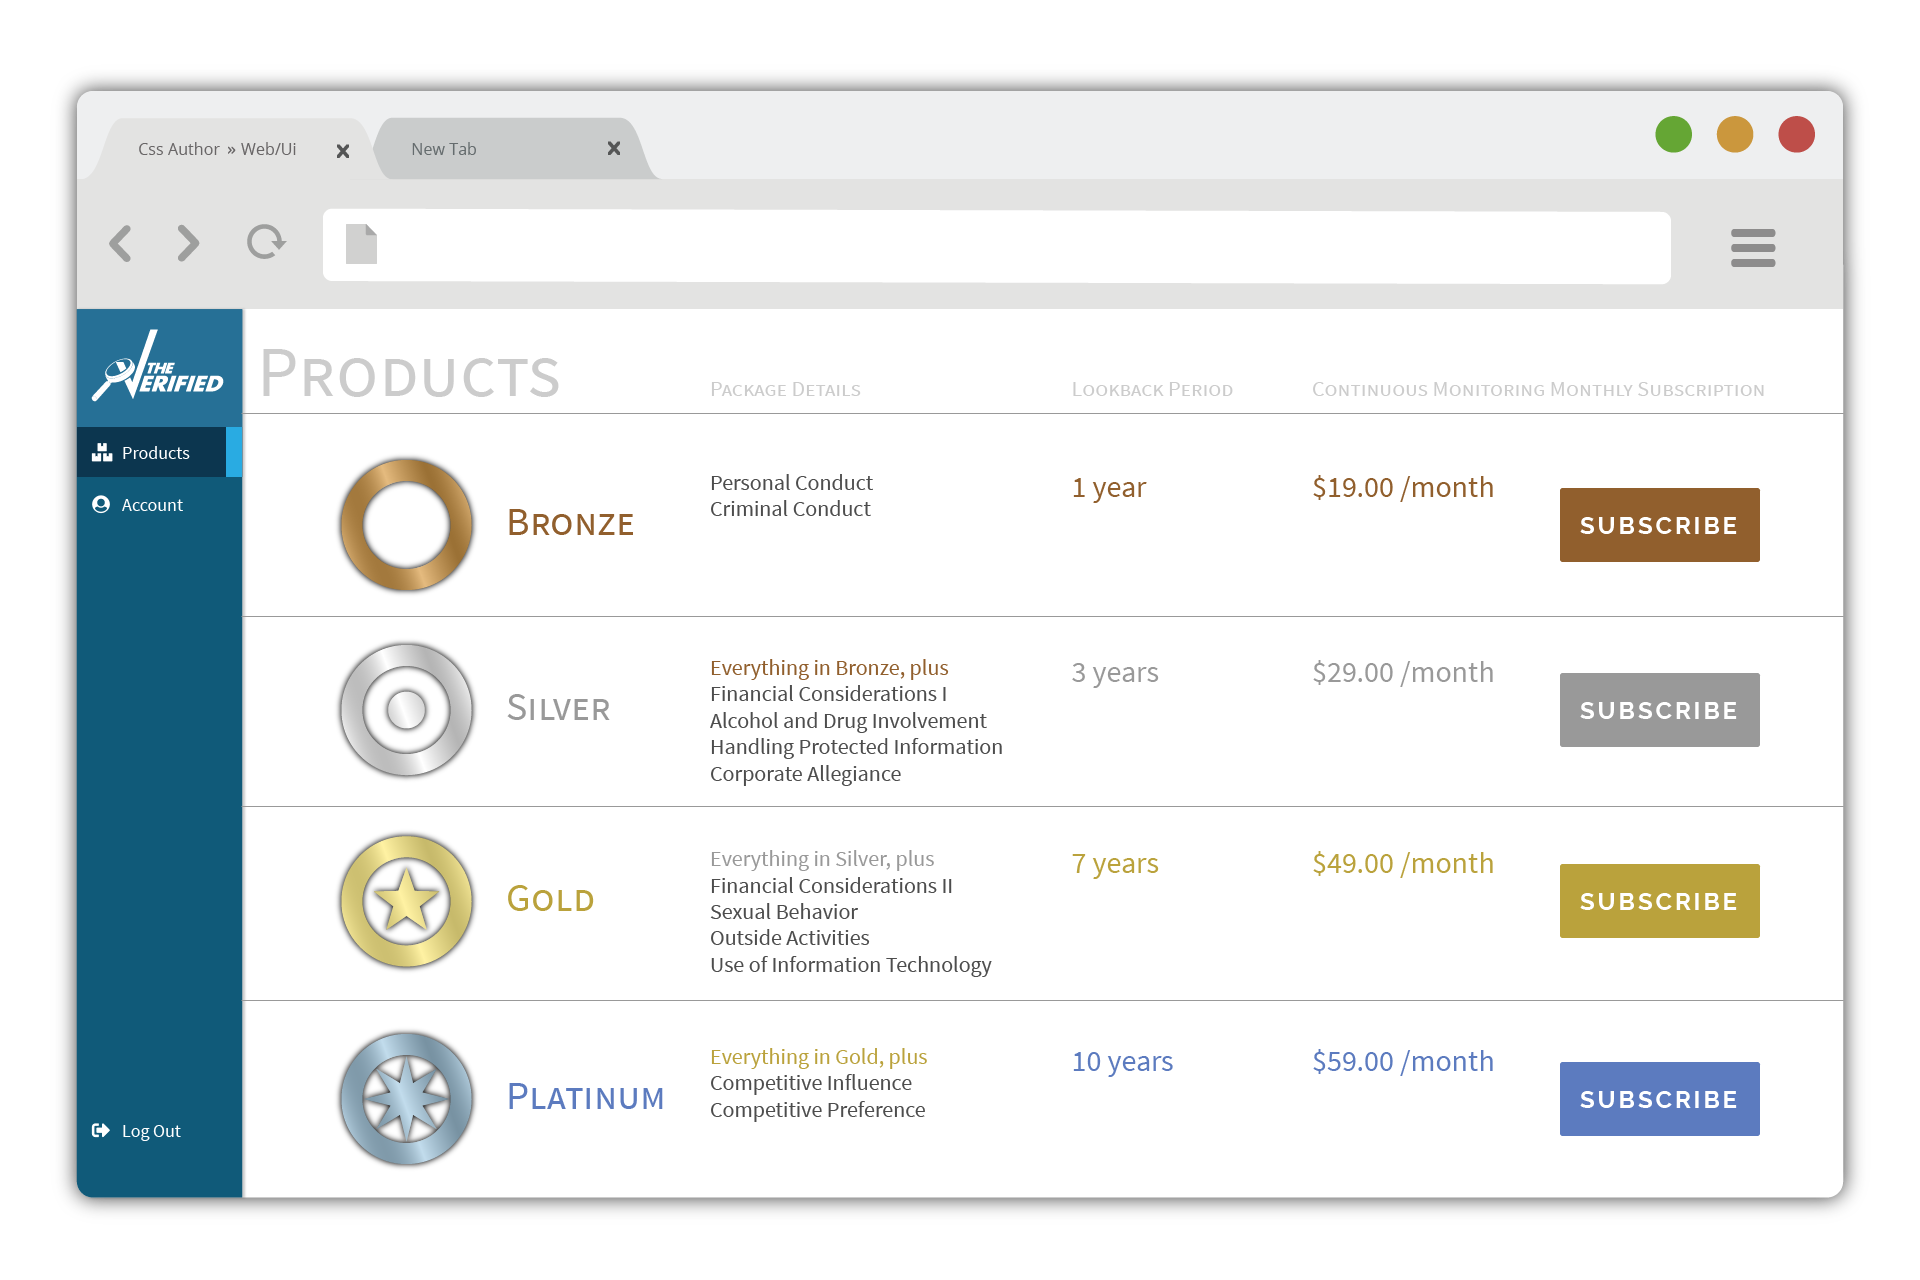 Css Author » Web/Ui
New Tab
THE
VERIFIED
Products
Account
Log Out
Products
Package Details
Lookback Period
Continuous Monitoring Monthly Subscription
Bronze
Personal Conduct
Criminal Conduct
1 year
$19.00 /month
SUBSCRIBE
Silver
Everything in Bronze, plus
Financial Considerations I
Alcohol and Drug Involvement
Handling Protected Information
Corporate Allegiance
3 years
$29.00 /month
SUBSCRIBE
Gold
Everything in Silver, plus
Financial Considerations II
Sexual Behavior
Outside Activities
Use of Information Technology
7 years
$49.00 /month
SUBSCRIBE
Platinum
Everything in Gold, plus
Competitive Influence
Competitive Preference
10 years
$59.00 /month
SUBSCRIBE